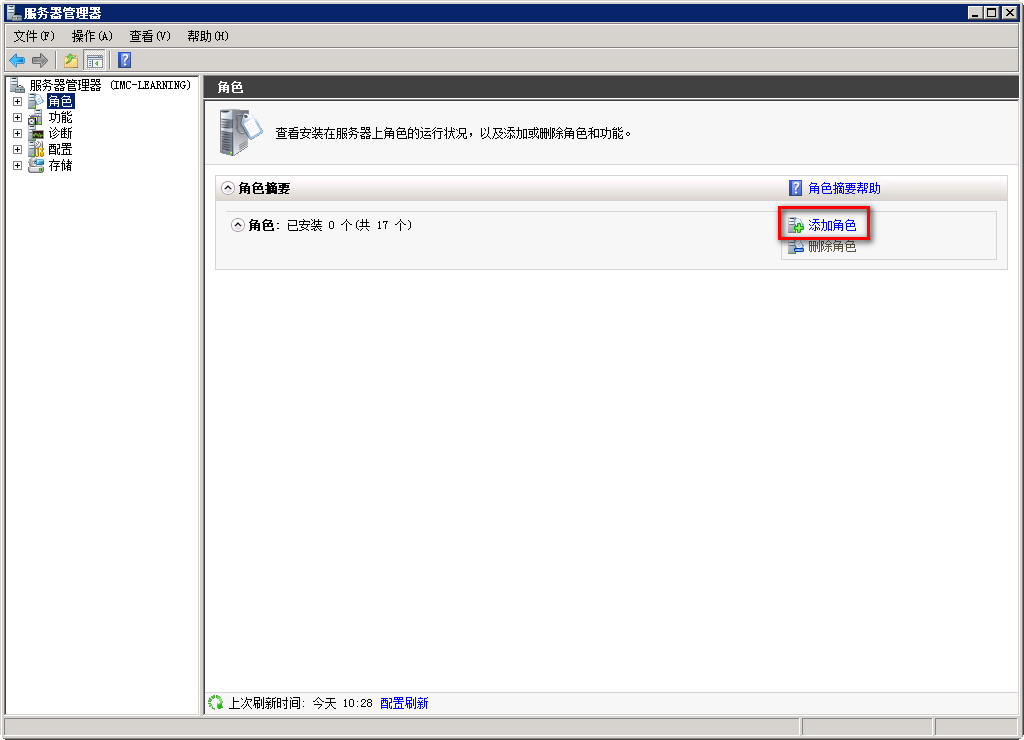 服务器管理器
文件(F) 操作(A) 查看(V) 帮助(H)
服务器管理器 (IMC-LEARNING)
角色
功能
诊断
配置
存储
角色
查看安装在服务器上角色的运行状况，以及添加或删除角色和功能。
角色摘要
角色摘要帮助
角色: 已安装 0 个(共 17 个)
添加角色
删除角色
上次刷新时间: 今天 10:28 配置刷新